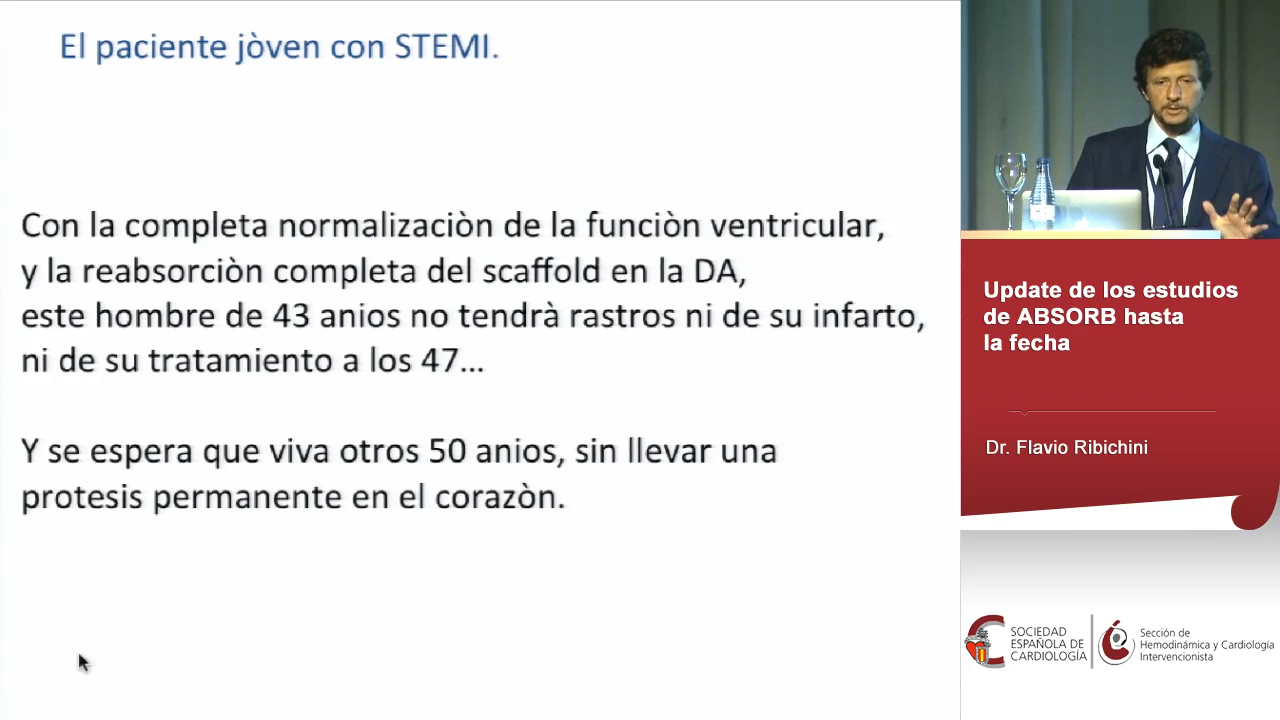 El paciente jòven con STEMI.
Con la completa normalizaciòn de la funciòn ventricular,
y la reabsorciòn completa del scaffold en la DA,
este hombre de 43 anios no tendrà rastros ni de su infarto,
ni de su tratamiento a los 47...
Y se espera que viva otros 50 anios, sin llevar una
protesis permanente en el corazòn.
Update de los estudios
de ABSORB hasta
la fecha
Dr. Flavio Ribichini
SOCIEDAD
ESPAÑOLA DE
CARDIOLOGÍA
Sección de
Hemodinámica y Cardiología
Intervencionista